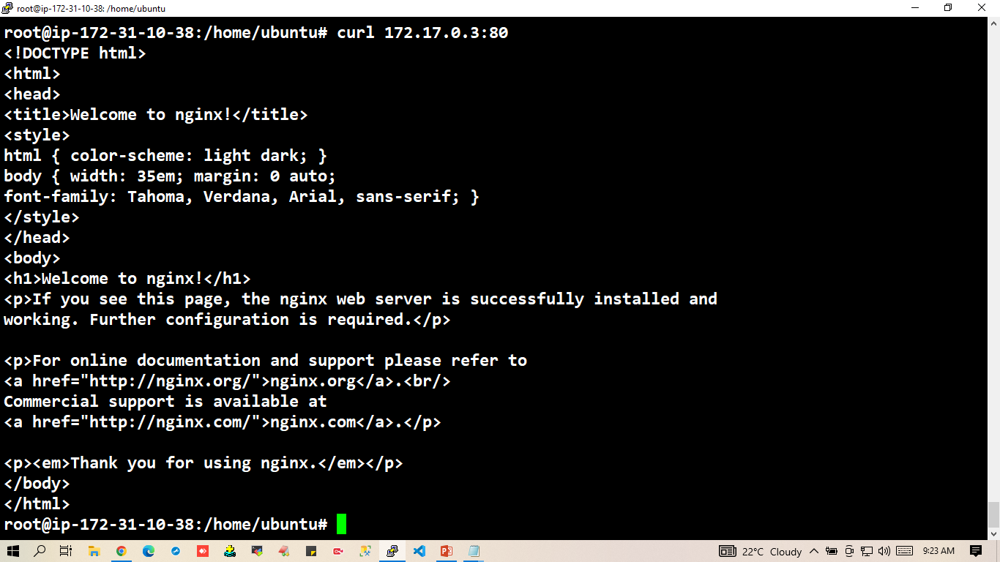 root@ip-172-31-10-38: /home/ubuntu
root@ip-172-31-10-38:/home/ubuntu# curl 172.17.0.3:80
<!DOCTYPE html>
<html>
<head>
<title>Welcome to nginx!</title>
<style>
html { color-scheme: light dark; }
body { width: 35em; margin: 0 auto;
font-family: Tahoma, Verdana, Arial, sans-serif; }
</style>
</head>
<body>
<h1>Welcome to nginx!</h1>
<p>If you see this page, the nginx web server is successfully installed and
working. Further configuration is required.</p>

<p>For online documentation and support please refer to
<a href="http://nginx.org/">nginx.org</a>.<br/>
Commercial support is available at
<a href="http://nginx.com/">nginx.com</a>.</p>

<p><em>Thank you for using nginx.</em></p>
</body>
</html>
root@ip-172-31-10-38:/home/ubuntu#
22°C Cloudy 9:23 AM